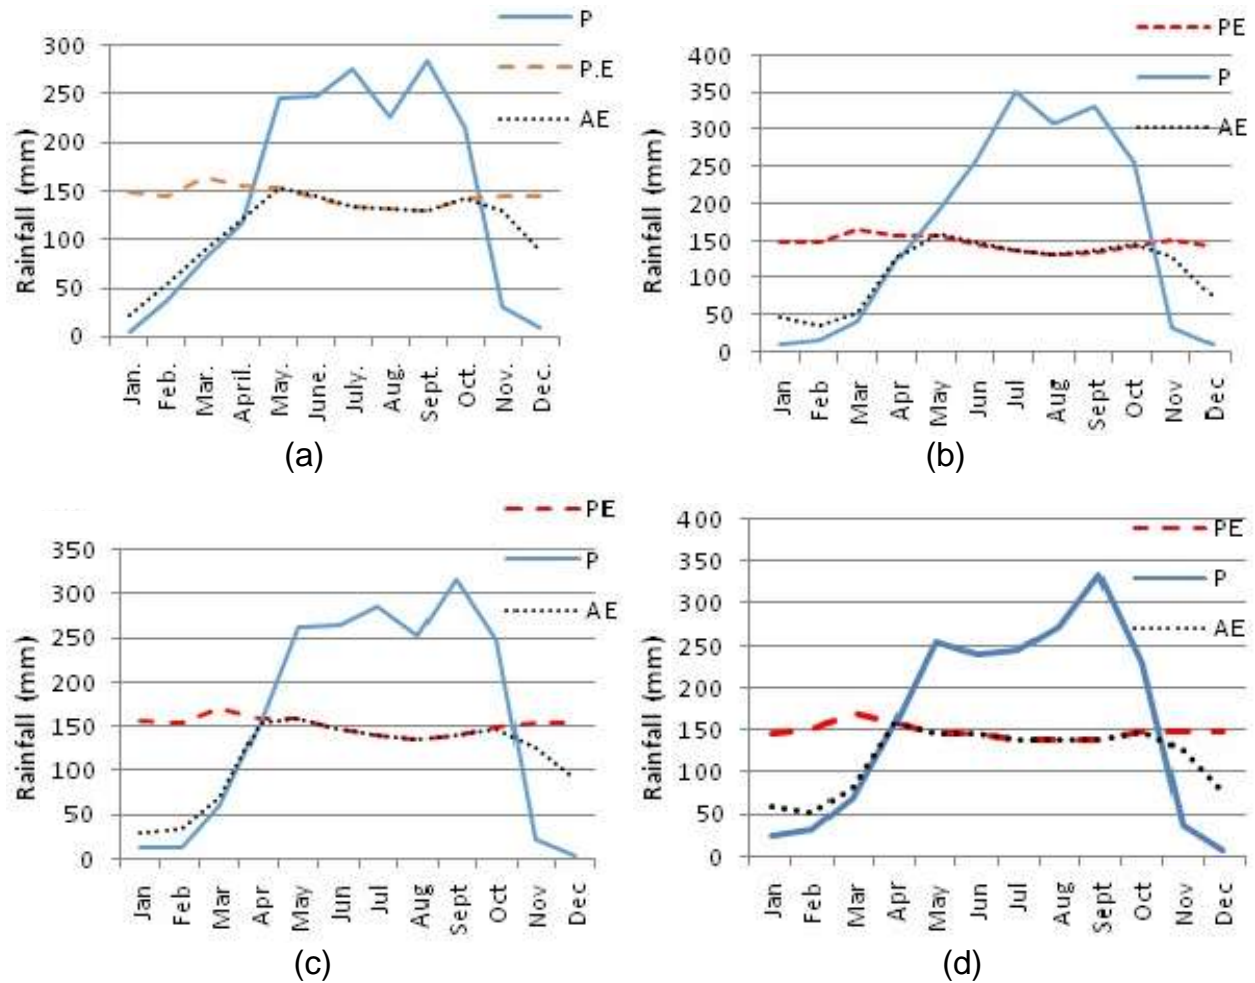 P
P.E
AE
Rainfall (mm)
300
250
200
150
100
50
0
Jan. Feb. Mar. April. May. June. July. Aug. Sept. Oct. Nov. Dec.
(a)
PE
P
AE
Rainfall (mm)
400
350
300
250
200
150
100
50
0
Jan Feb Mar Apr May Jun Jul Aug Sept Oct Nov Dec
(b)
PE
P
AE
Rainfall (mm)
350
300
250
200
150
100
50
0
Jan Feb Mar Apr May Jun Jul Aug Sept Oct Nov Dec
(c)
PE
P
AE
Rainfall (mm)
400
350
300
250
200
150
100
50
0
Jan Feb Mar Apr May Jun Jul Aug Sept Oct Nov Dec
(d)